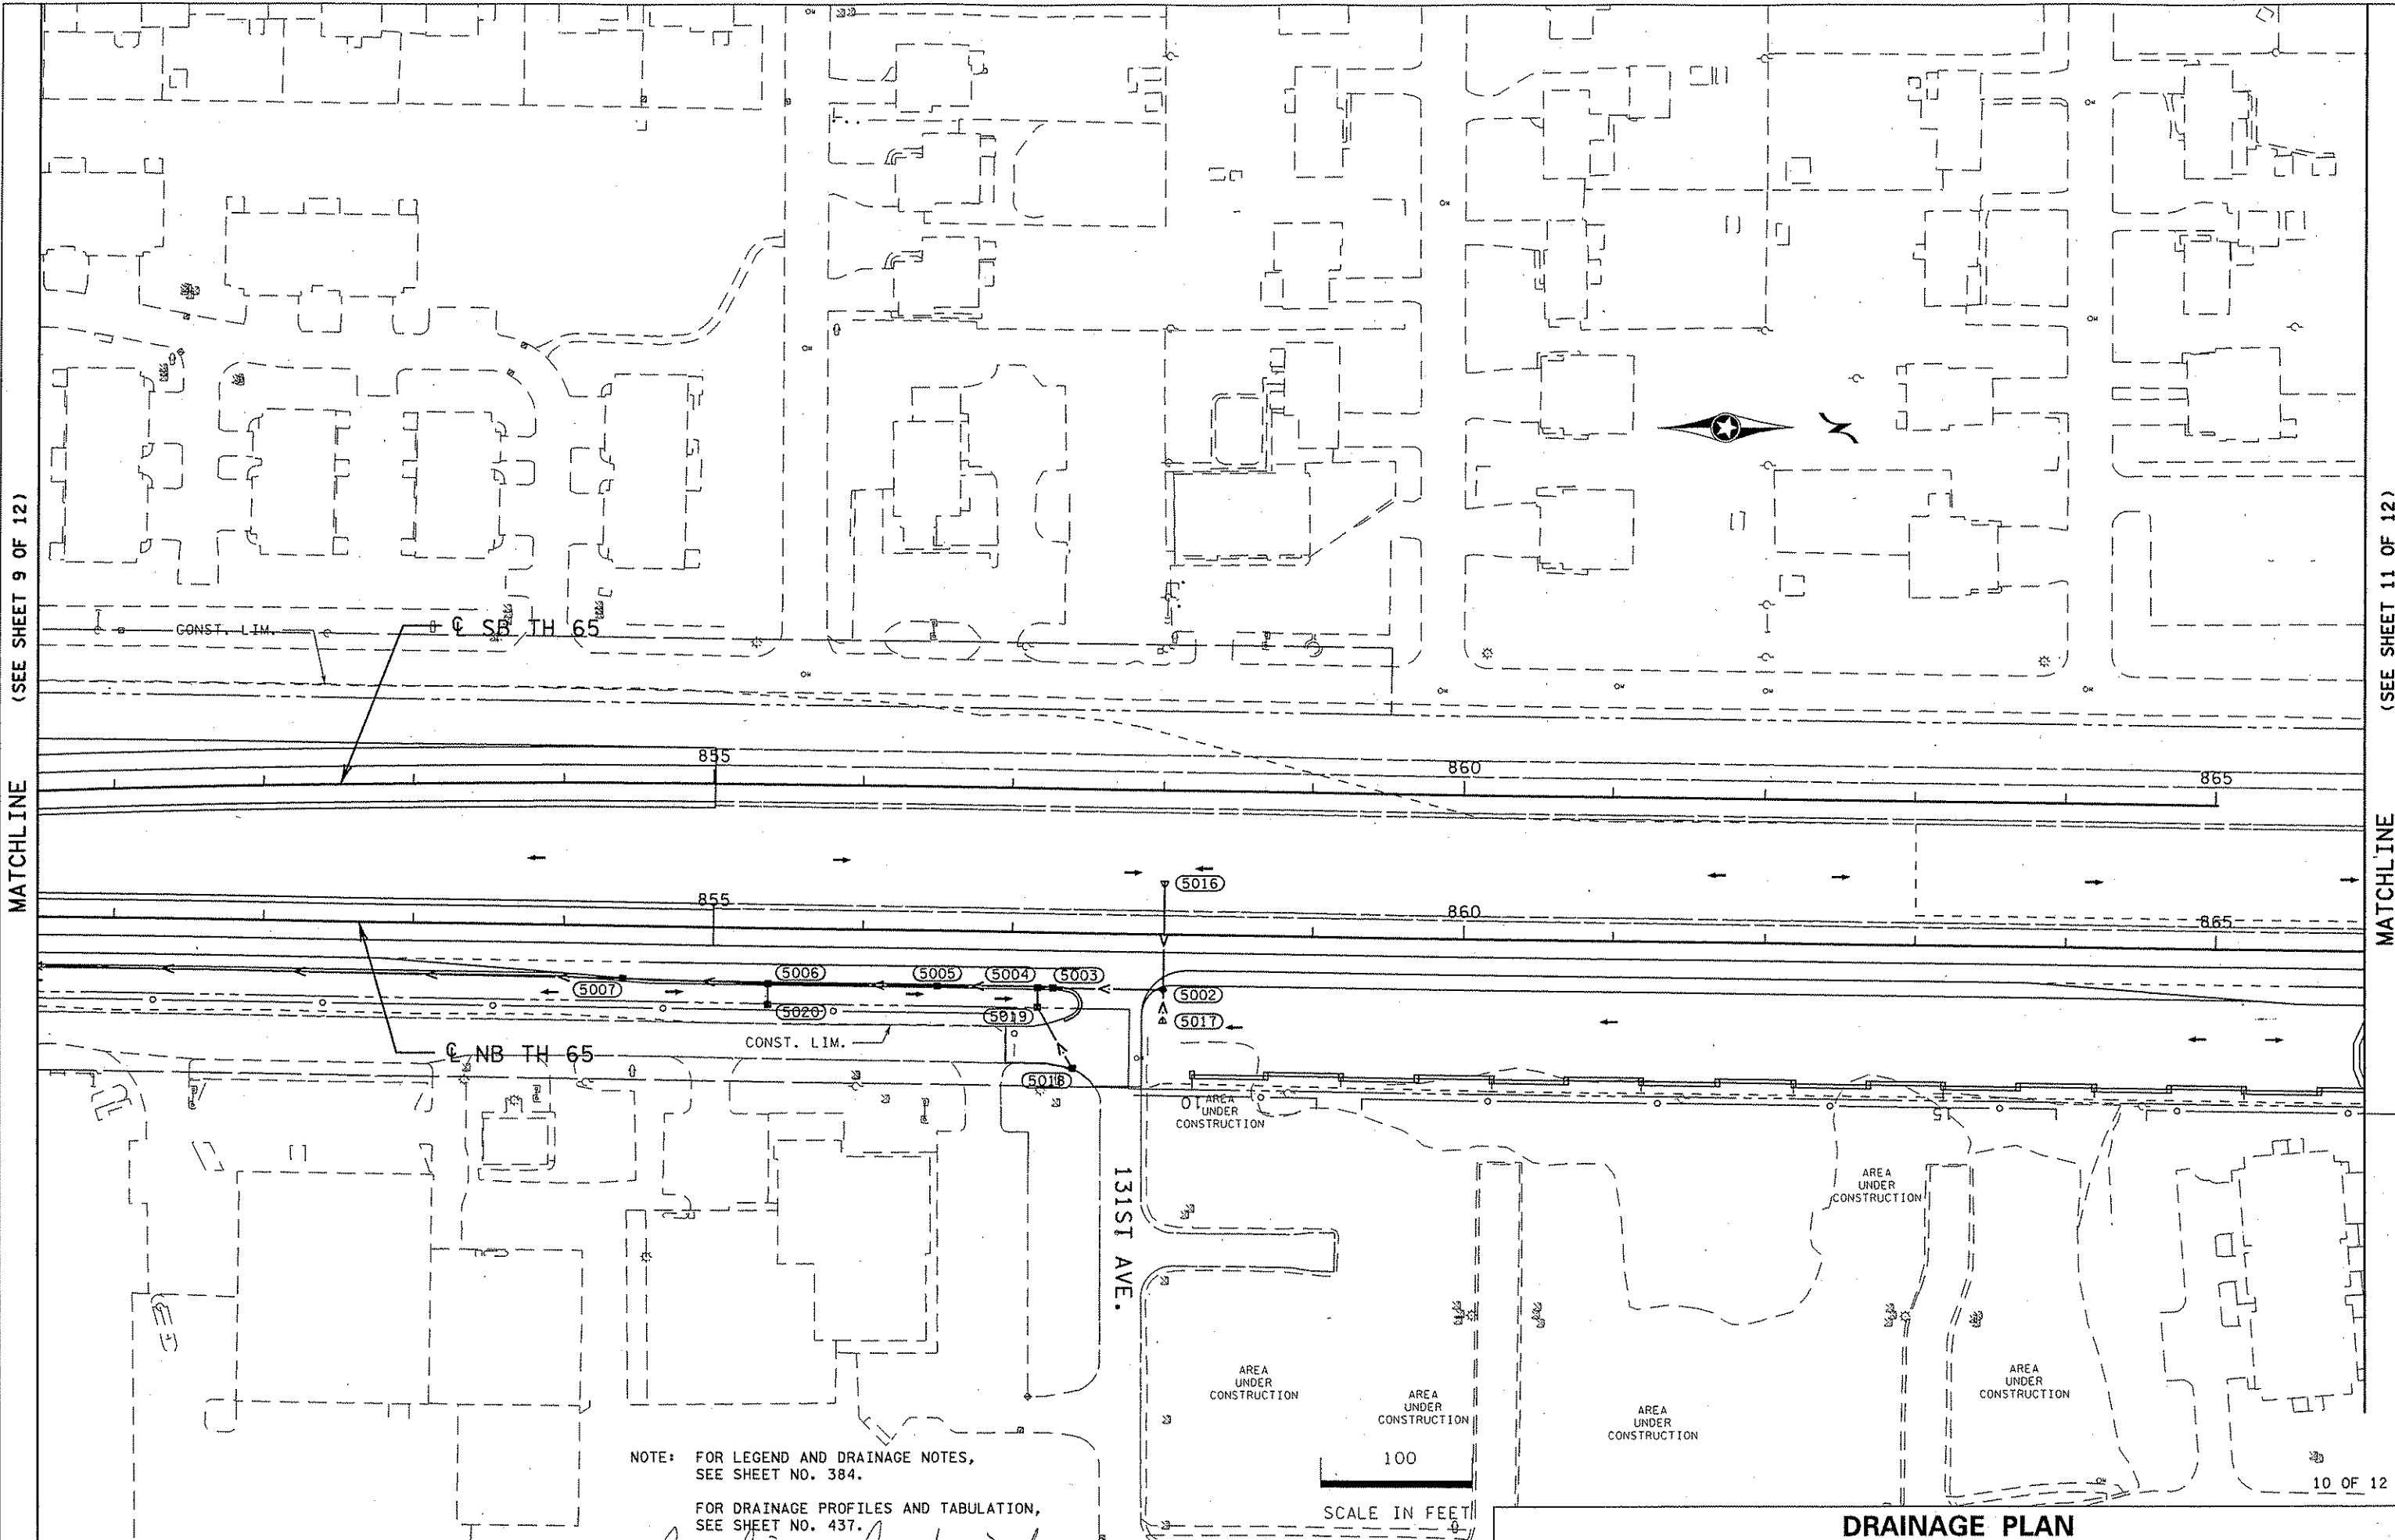 MATCHLINE (SEE SHEET 9 OF 12)
MATCHLINE (SEE SHEET 11 OF 12)
N
CONST. LIM.
℄ SB TH 65
855
860
865
5016
855
860
865
5006
5005
5004
5003
5007
5002
5020
5019
5017
CONST. LIM.
℄ NB TH 65
5018
10
AREA
UNDER
CONSTRUCTION
15
131ST AVE.
AREA
UNDER
CONSTRUCTION
AREA
UNDER
CONSTRUCTION
AREA
UNDER
CONSTRUCTION
AREA
UNDER
CONSTRUCTION
AREA
UNDER
CONSTRUCTION
NOTE: FOR LEGEND AND DRAINAGE NOTES,
SEE SHEET NO. 384.
FOR DRAINAGE PROFILES AND TABULATION,
SEE SHEET NO. 437.
100
SCALE IN FEET
10 OF 12
DRAINAGE PLAN